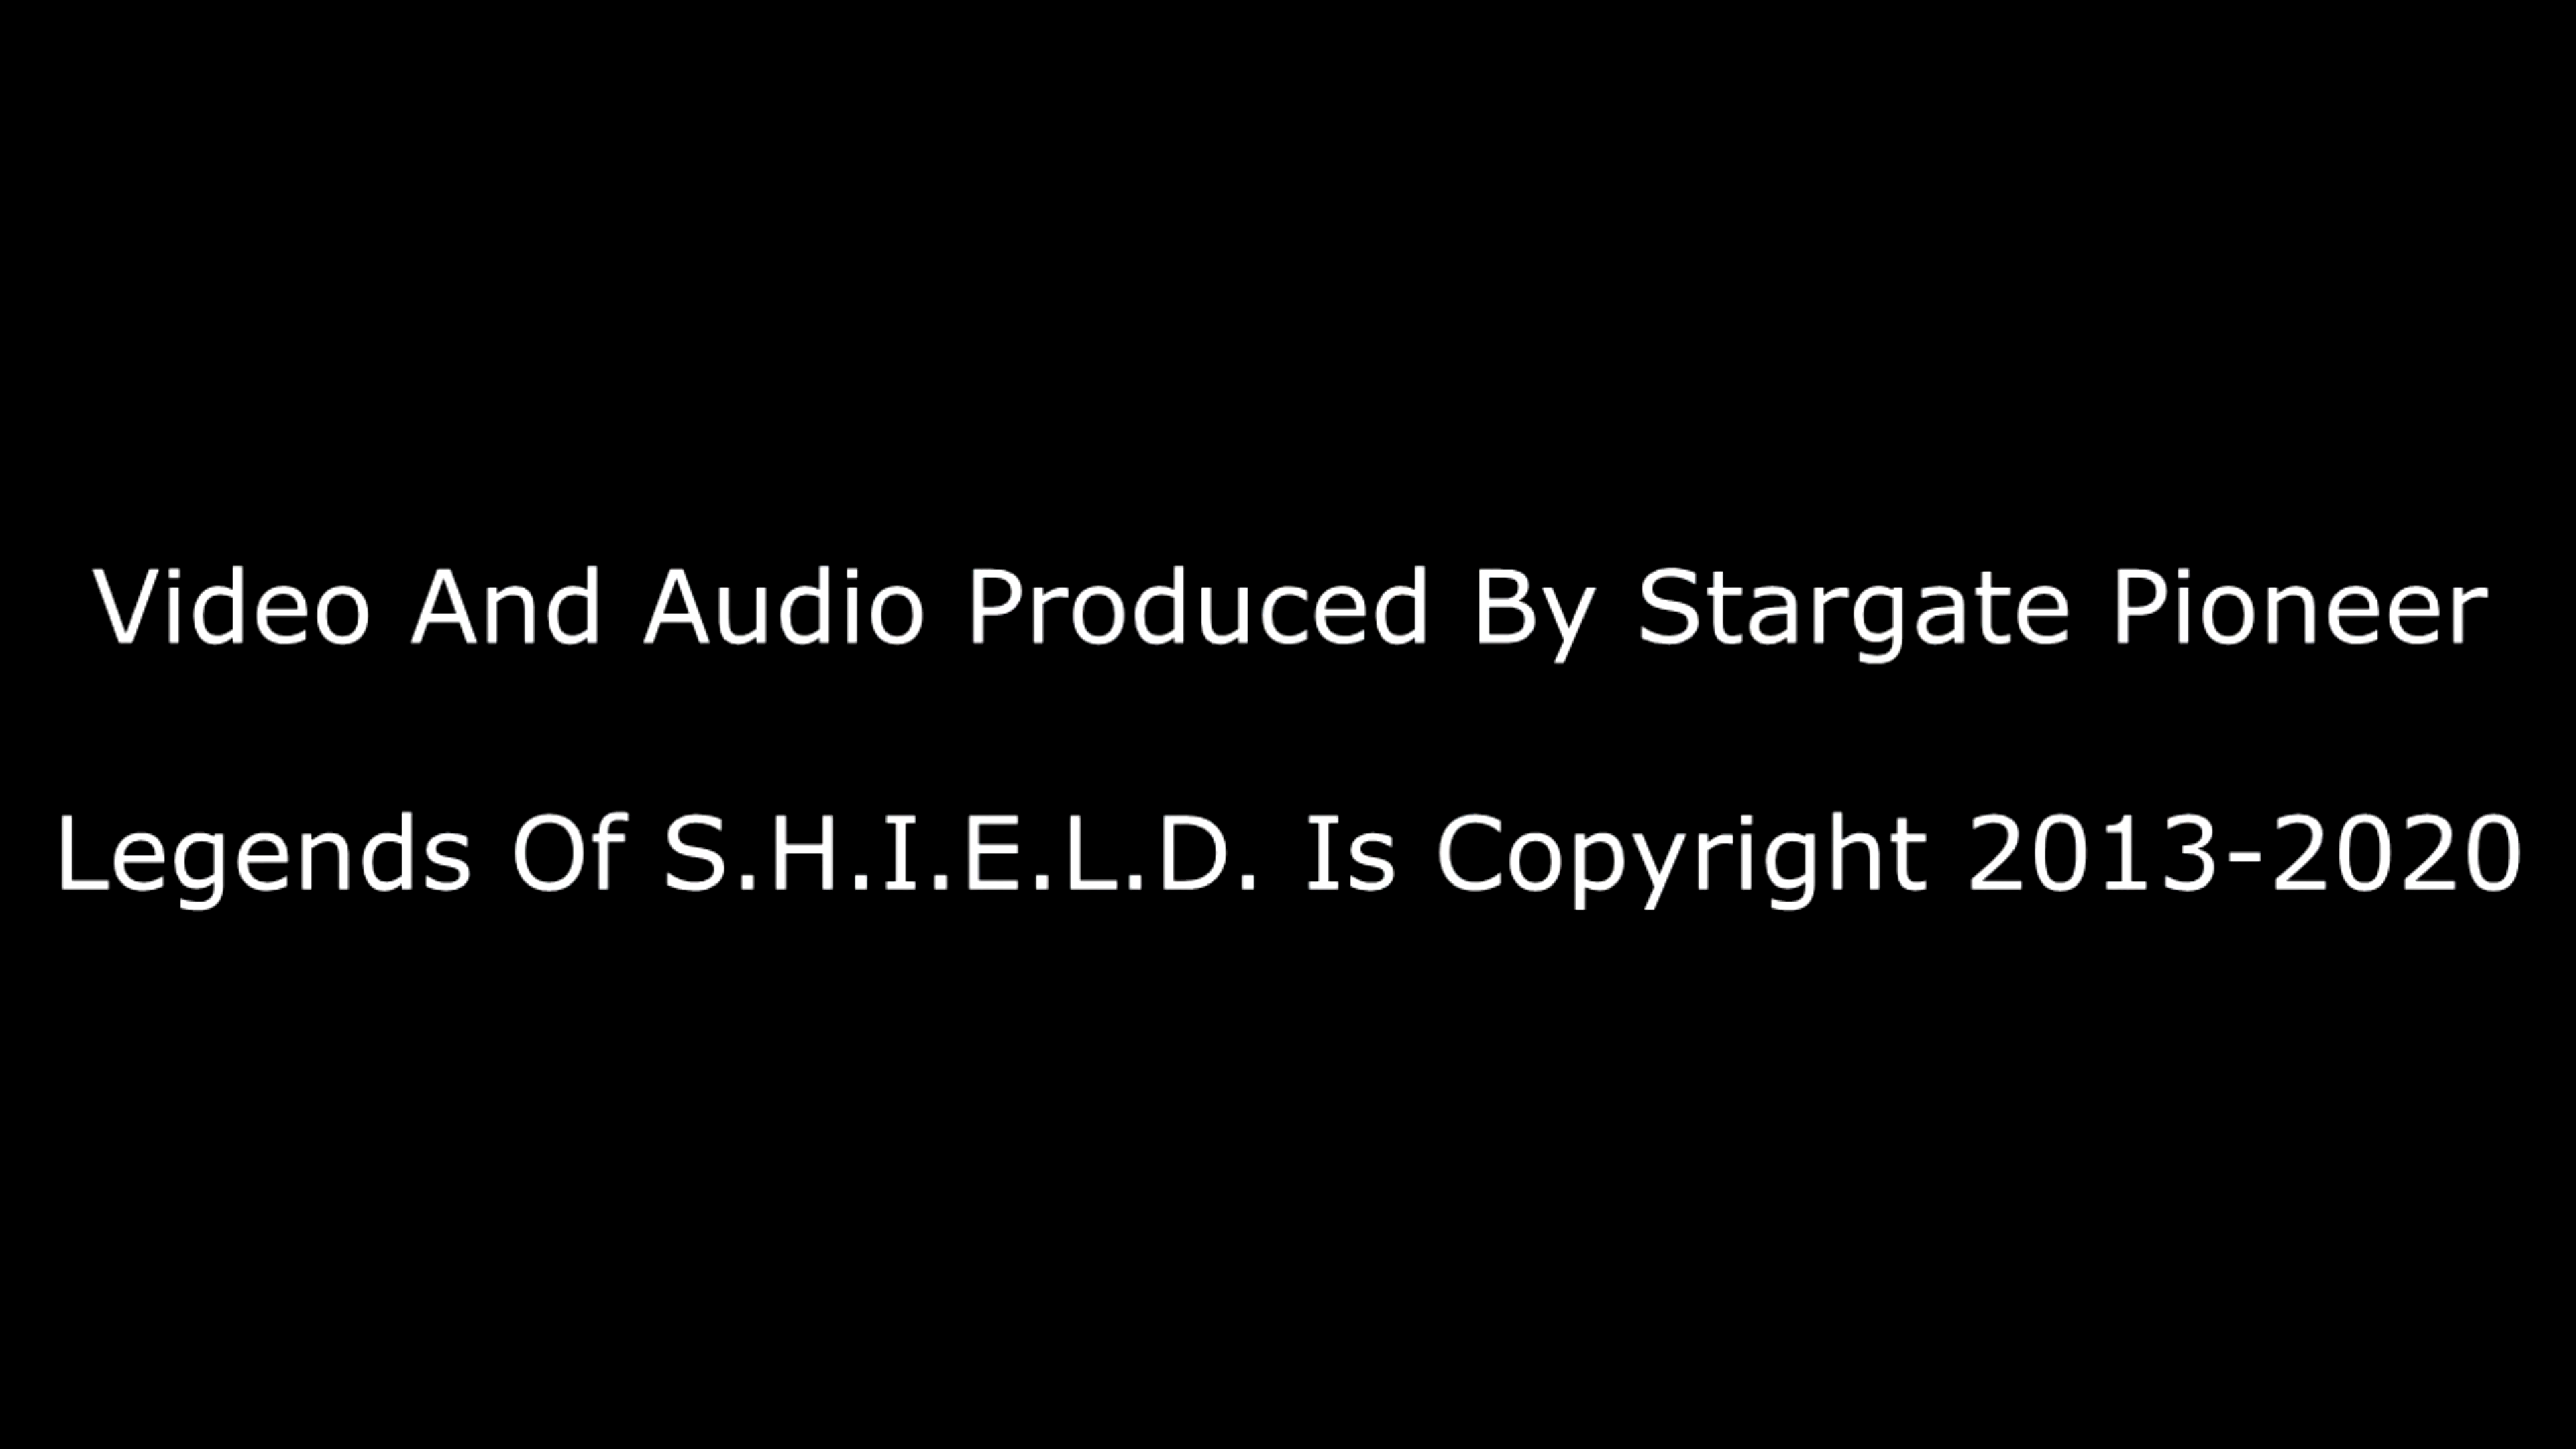 Video And Audio Produced By Stargate Pioneer
Legends Of S.H.I.E.L.D. Is Copyright 2013-2020